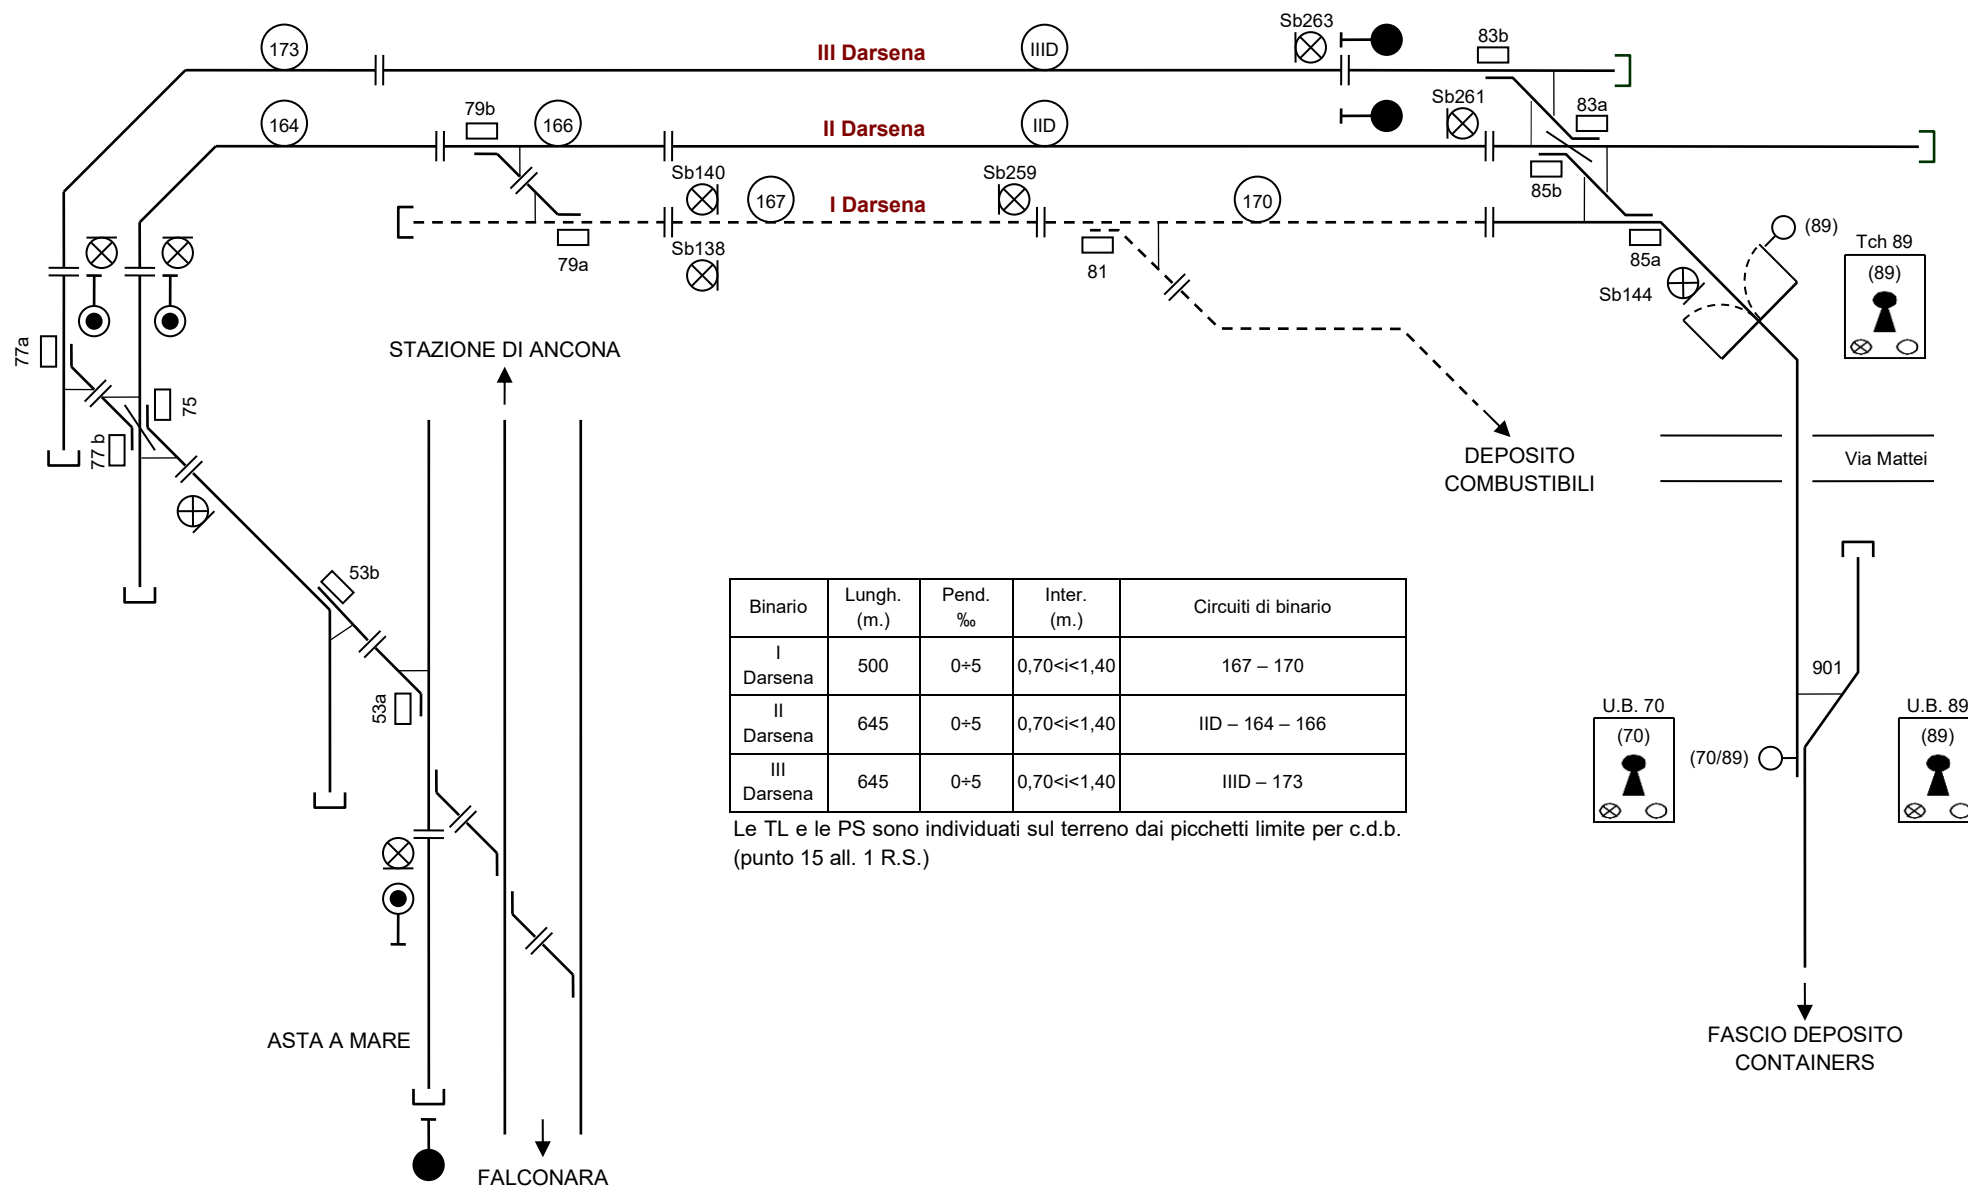 Sb263
173
III Darsena
IIID
83b
Sb261
83a
79b
164
166
II Darsena
IID
85b
Sb140
Sb259
167
I Darsena
170
(89)
Tch 89
(89)
79a
Sb138
81
85a
Sb144
77a
STAZIONE DI ANCONA
75
77 b
DEPOSITO
COMBUSTIBILI
Via Mattei
53b
53a
Binario
Lungh.
(m.)
Pend.
‰
Inter.
(m.)
Circuiti di binario
I
Darsena
500
0÷5
0,70<i<1,40
167 – 170
II
Darsena
645
0÷5
0,70<i<1,40
IID – 164 – 166
III
Darsena
645
0÷5
0,70<i<1,40
IIID – 173
Le TL e le PS sono individuati sul terreno dai picchetti limite per c.d.b.
(punto 15 all. 1 R.S.)
901
U.B. 70
(70)
(70/89)
U.B. 89
(89)
ASTA A MARE
FASCIO DEPOSITO
CONTAINERS
FALCONARA